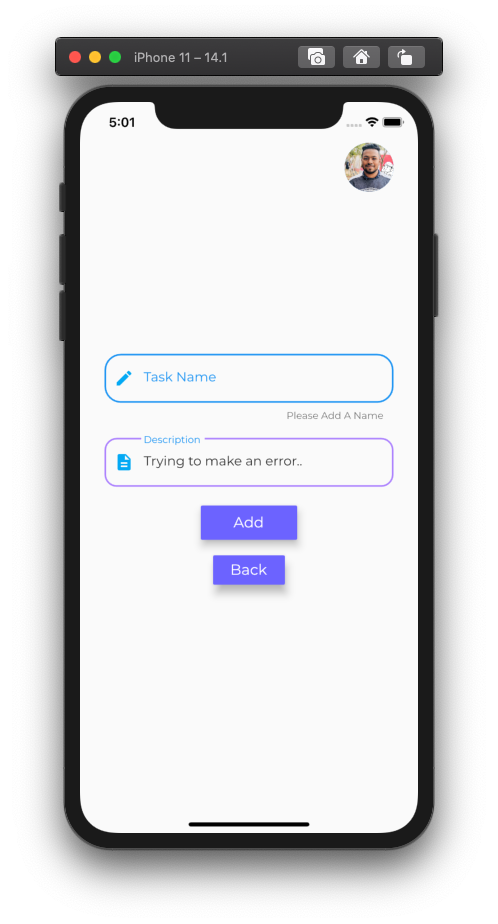 iPhone 11 – 14.1
5:01
Task Name
Please Add A Name
Description
Trying to make an error..
Add
Back